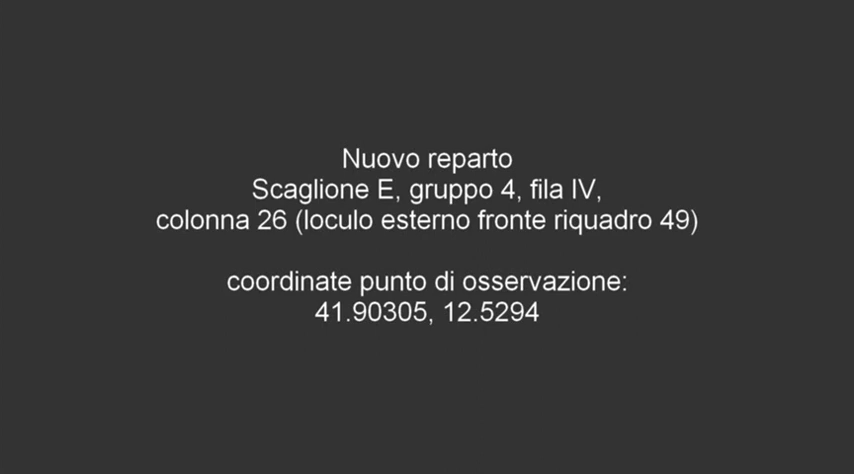 Nuovo reparto
Scaglione E, gruppo 4, fila IV,
colonna 26 (loculo esterno fronte riquadro 49)
coordinate punto di osservazione:
41.90305, 12.5294